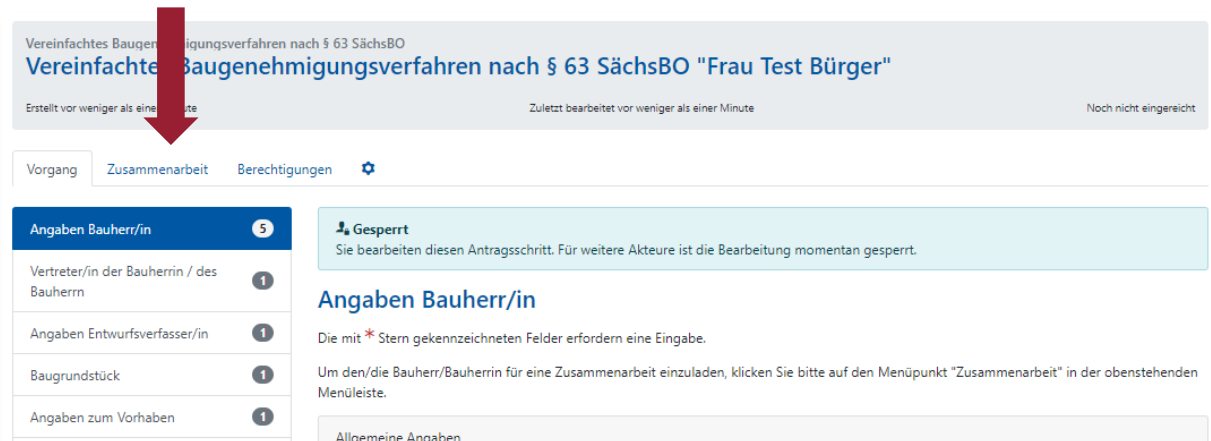 Vereinfachtes Baugen igungsverfahren nach § 63 SächsBO
Vereinfachte Baugenehmigungsverfahren nach § 63 SächsBO "Frau Test Bürger"
Erstellt vor weniger als eine ute
Zuletzt bearbeitet vor weniger als einer Minute
Noch nicht eingereicht
Vorgang
Zusammenarbeit
Berechtigungen
Angaben Bauherr/in
5
Vertreter/in der Bauherrin / des
Bauherrn
1
Angaben Entwurfsverfasser/in
1
Baugrundstück
1
Angaben zum Vorhaben
1
Gesperrt
Sie bearbeiten diesen Antragsschritt. Für weitere Akteure ist die Bearbeitung momentan gesperrt.
Angaben Bauherr/in
Die mit * Stern gekennzeichneten Felder erfordern eine Eingabe.
Um den/die Bauherr/Bauherrin für eine Zusammenarbeit einzuladen, klicken Sie bitte auf den Menüpunkt "Zusammenarbeit" in der obenstehenden
Menüleiste.
Allgemeine Angaben